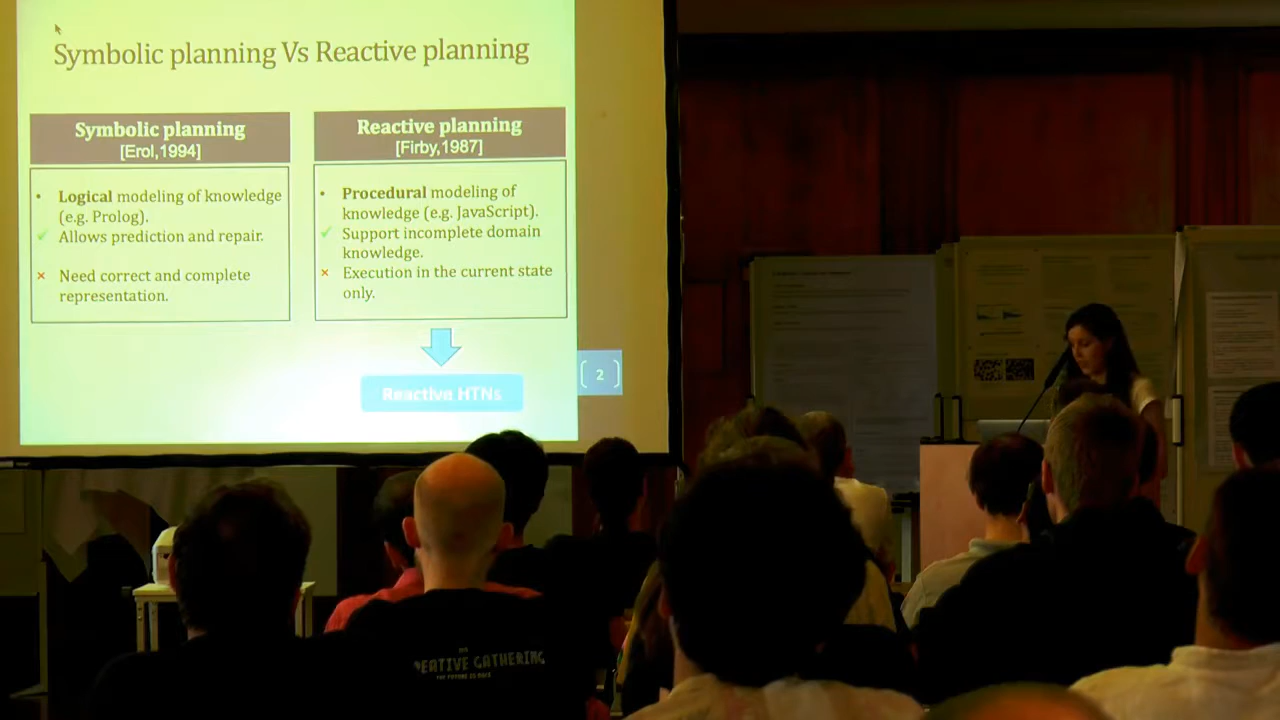 Symbolic planning Vs Reactive planning
Symbolic planning
[Erol,1994]
• Logical modeling of knowledge
(e.g. Prolog).
✓ Allows prediction and repair.
× Need correct and complete
representation.
Reactive planning
[Firby,1987]
• Procedural modeling of
knowledge (e.g. JavaScript).
✓ Support incomplete domain
knowledge.
× Execution in the current state
only.
Reactive HTNs
2
EATIVE GATHERING